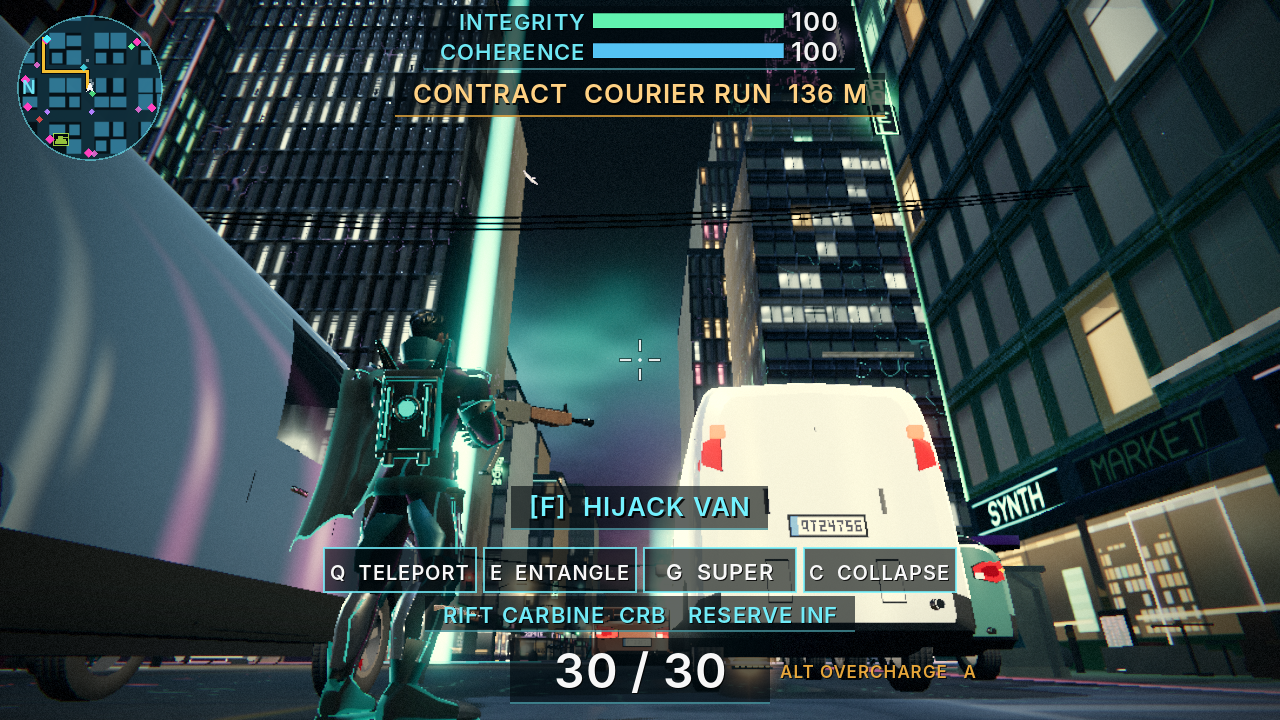 INTEGRITY 100
COHERENCE 100
CONTRACT COURIER RUN 136 M
N
MARKET
SYNTH
[F] HIJACK VAN
QT24756
Q TELEPORT
E ENTANGLE
G SUPER
C COLLAPSE
RIFT CARBINE CRB RESERVE INF
30 / 30
ALT OVERCHARGE A